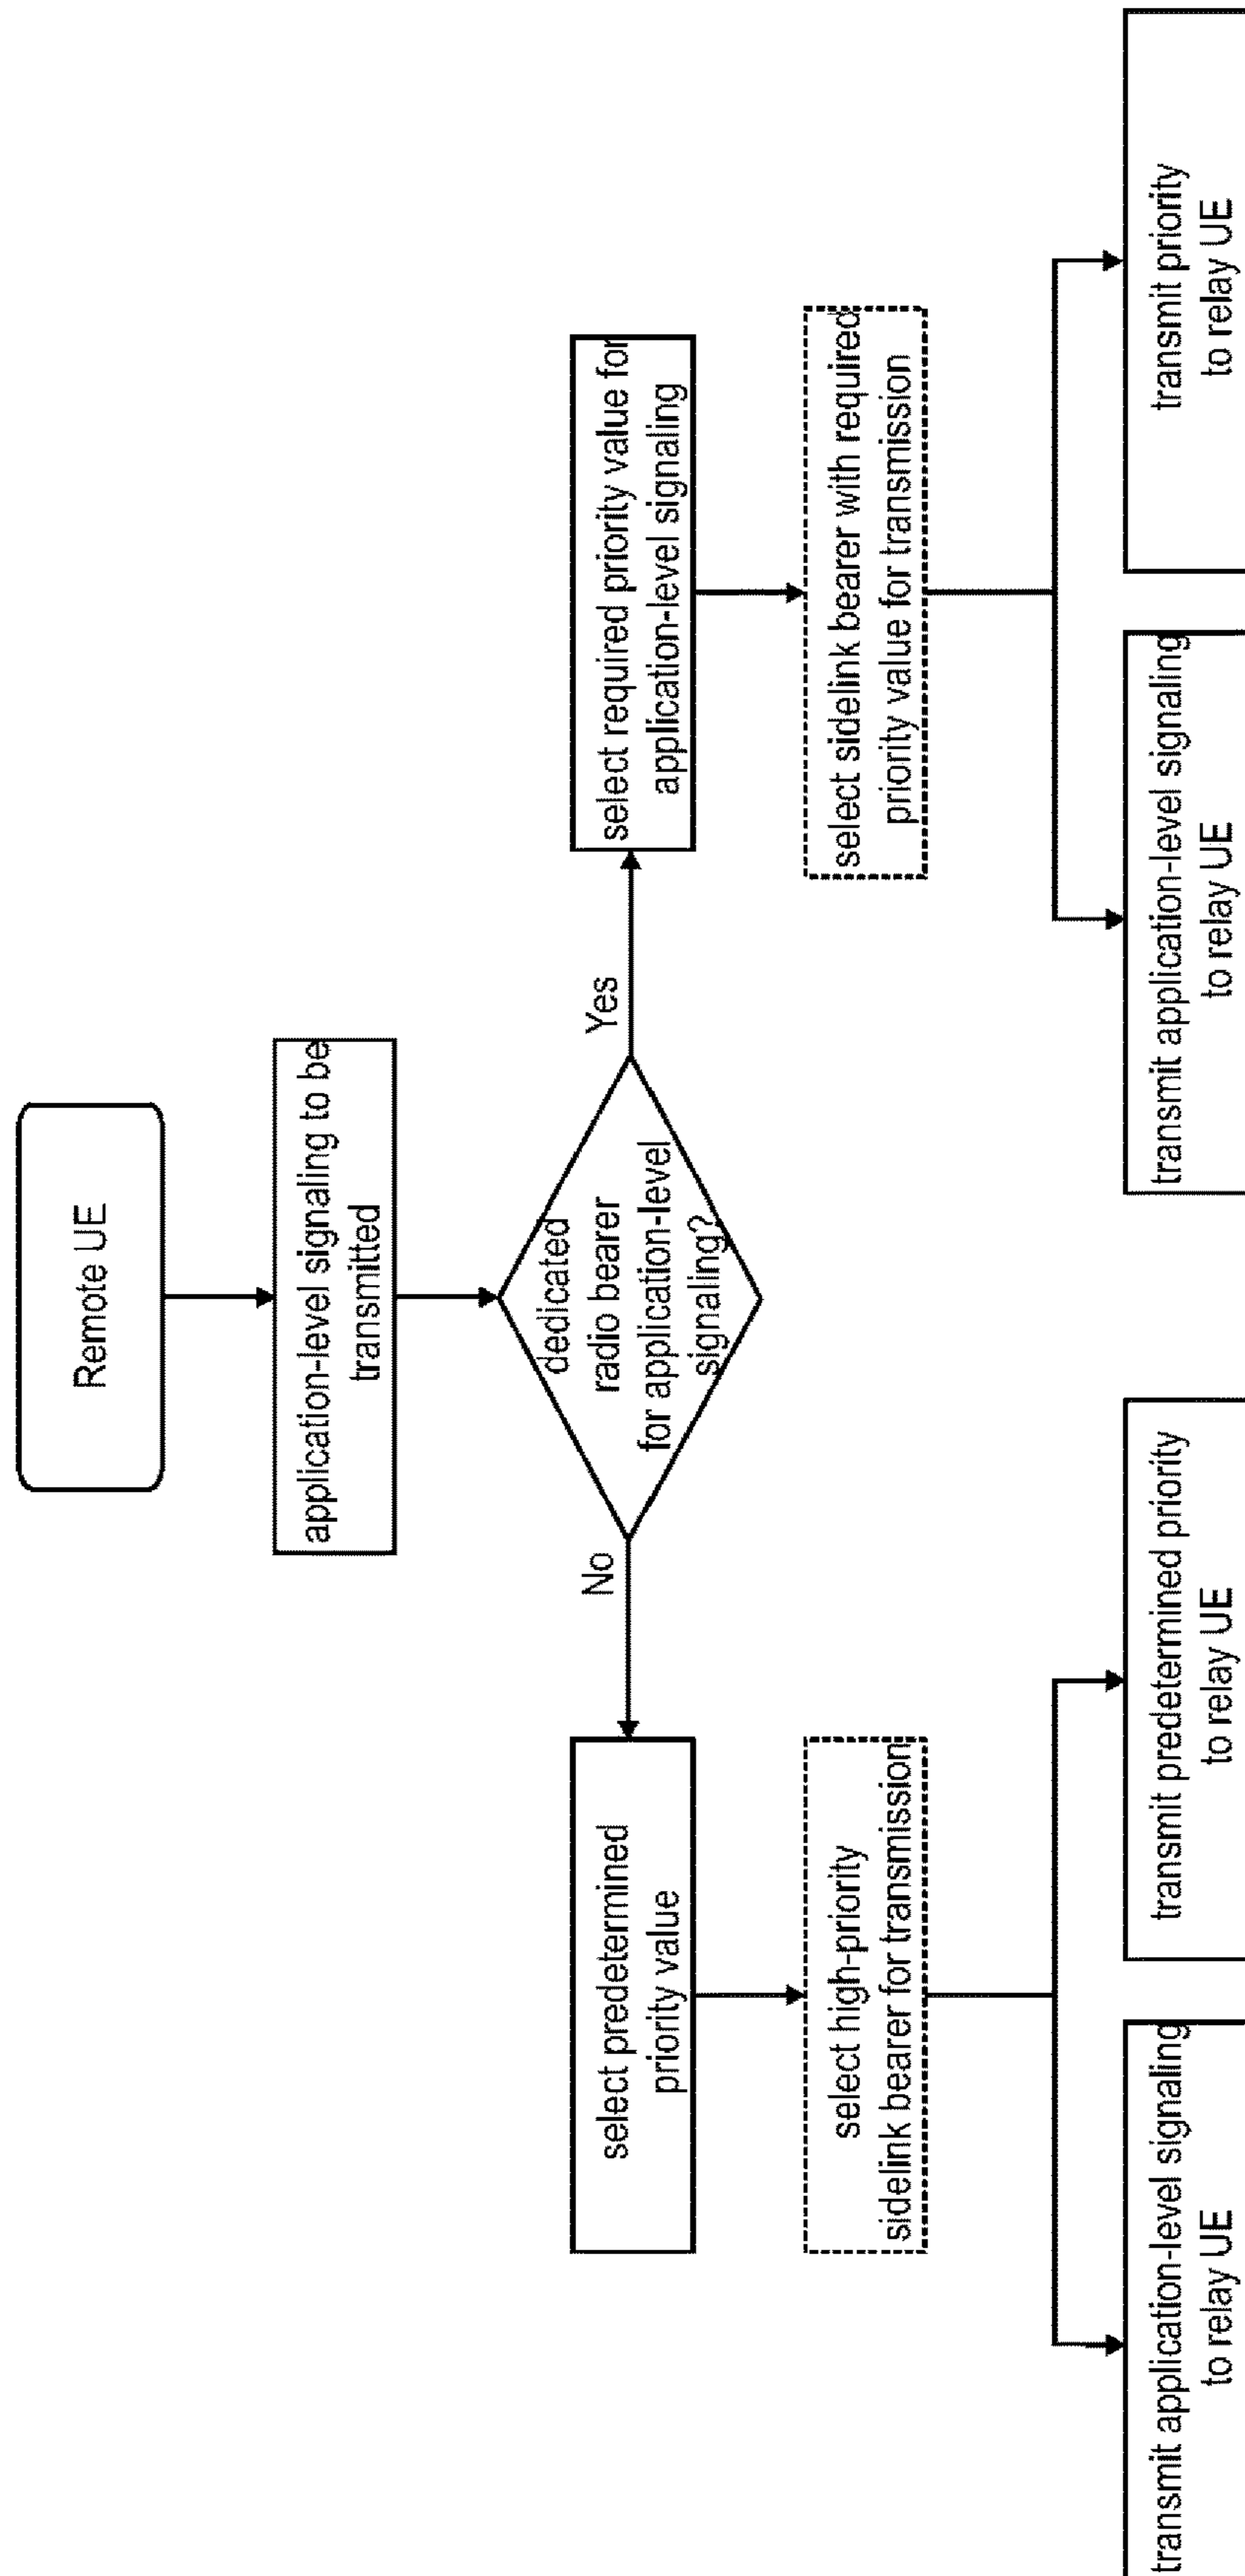 Remote UE
application-level signaling to be
transmitted
dedicated
radio bearer
for application-level
signaling?
No
Yes
select predetermined
priority value
select required priority value for
application-level signaling
select high-priority
sidelink bearer for transmission
select sidelink bearer with required
priority value for transmission
transmit application-level signaling
to relay UE
transmit predetermined priority
to relay UE
transmit application-level signaling
to relay UE
transmit priority
to relay UE